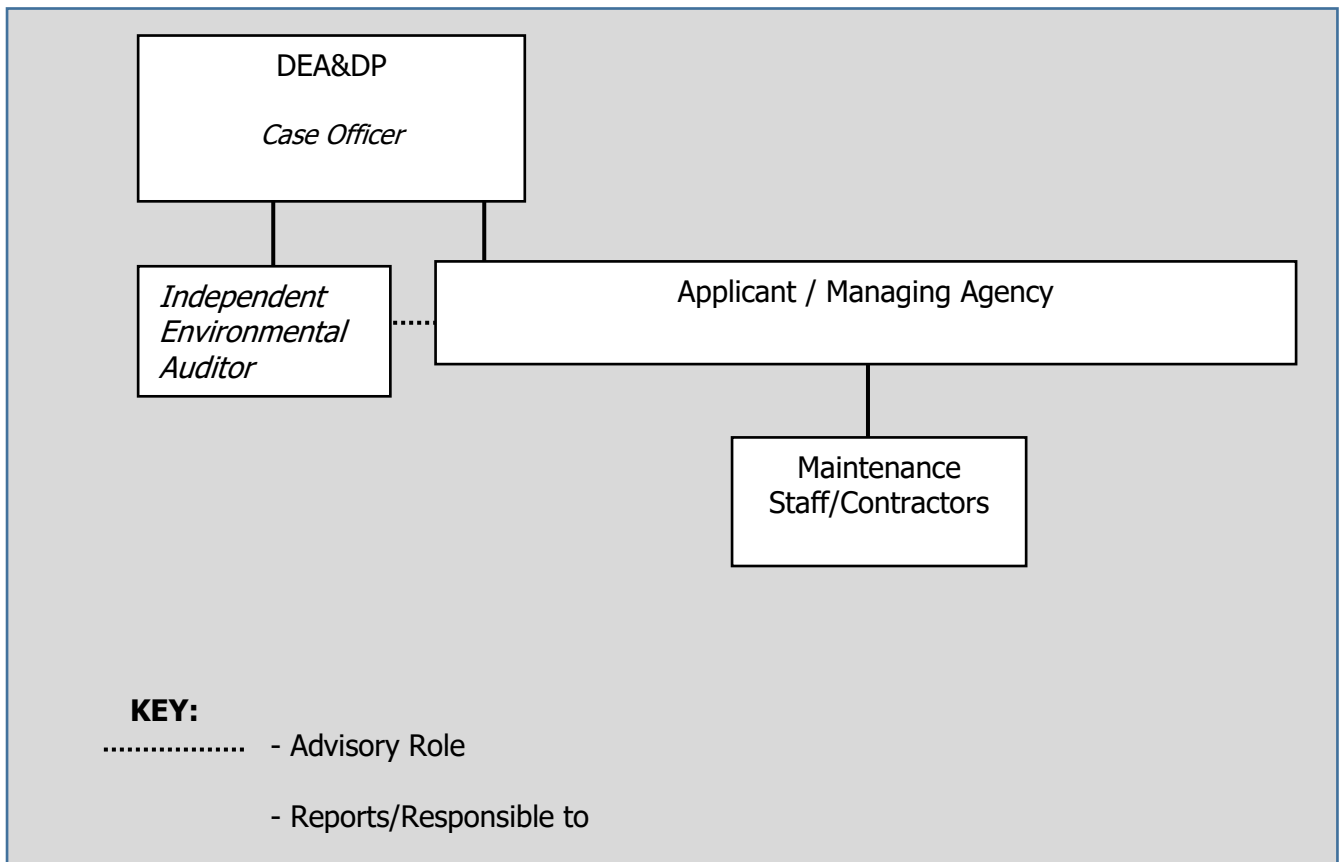 DEA&DP
Case Officer
Independent
Environmental
Auditor
Applicant / Managing Agency
Maintenance
Staff/Contractors
KEY:
- Advisory Role
- Reports/Responsible to